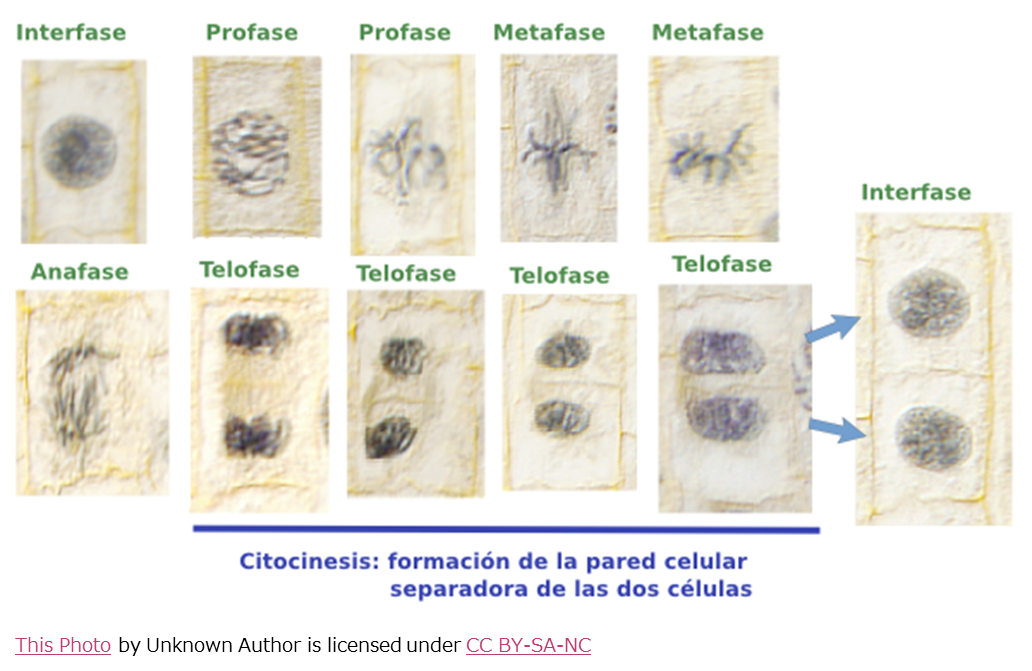 Interfase
Profase
Profase
Metafase
Metafase
Interfase
Anafase
Telofase
Telofase
Telofase
Telofase
Citocinesis: formación de la pared celular
separadora de las dos células
This Photo by Unknown Author is licensed under CC BY-SA-NC